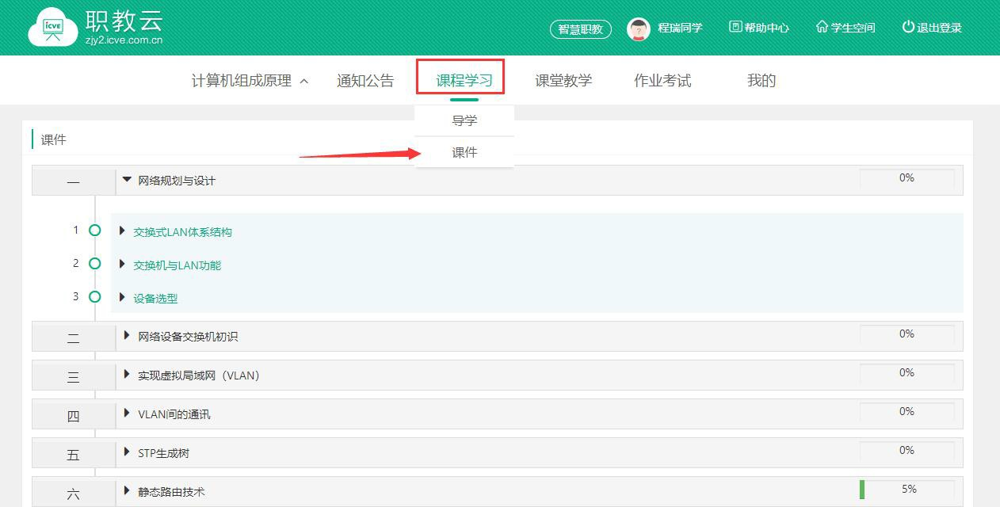 icve
职教云
zjy2.icve.com.cn
智慧职教
程瑞同学
帮助中心
学生空间
退出登录
计算机组成原理
通知公告
课程学习
课堂教学
作业考试
我的
导学
课件
课件
一
网络规划与设计
0%
1
交换式LAN体系结构
2
交换机与LAN功能
3
设备选型
二
网络设备交换机初识
0%
三
实现虚拟局域网（VLAN）
0%
四
VLAN间的通讯
0%
五
STP生成树
0%
六
静态路由技术
5%